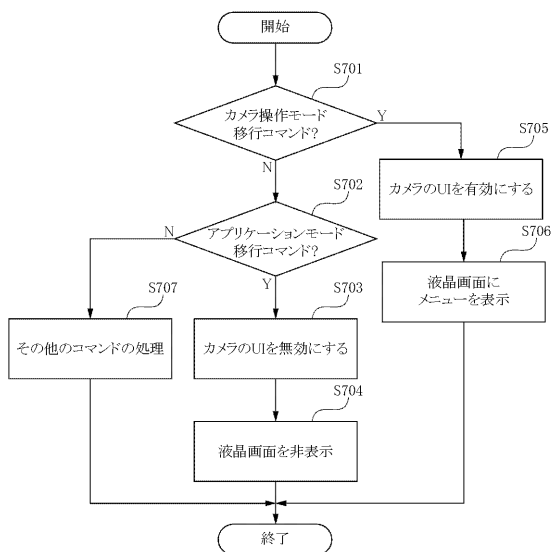 開始
S701
カメラ操作モード
移行コマンド?
Y
N
S705
カメラのUIを有効にする
S702
アプリケーションモード
移行コマンド?
N
Y
S706
液晶画面に
メニューを表示
S707
その他のコマンドの処理
S703
カメラのUIを無効にする
S704
液晶画面を非表示
終了